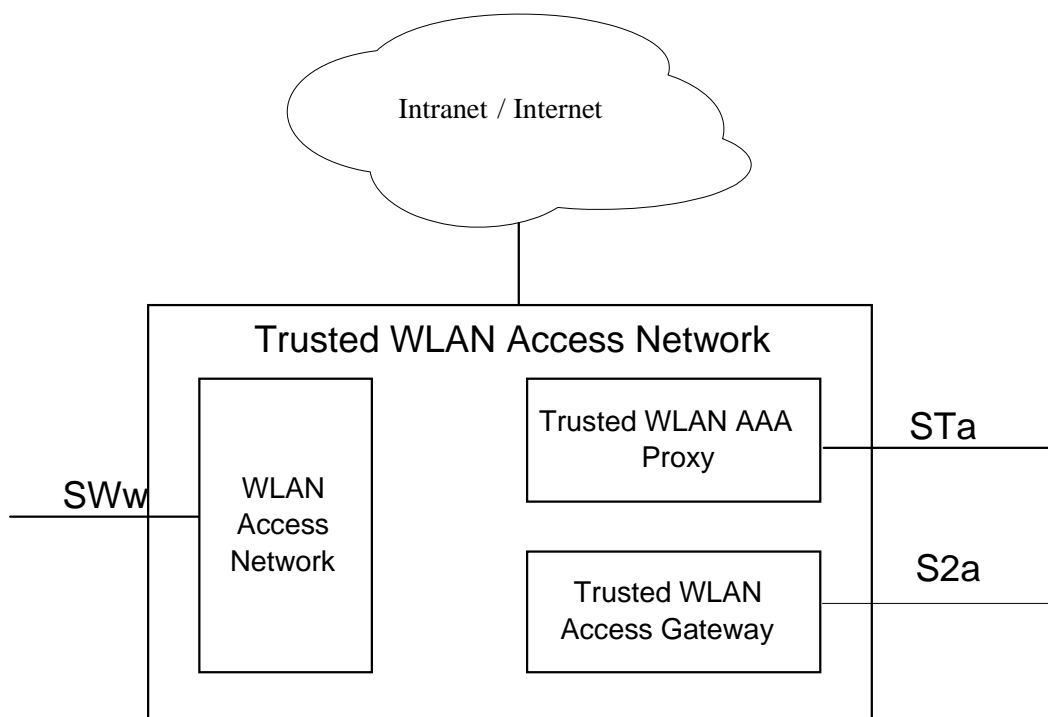 Intranet / Internet
Trusted WLAN Access Network
Trusted WLAN AAA
Proxy
STa
SWw
WLAN
Access
Network
S2a
Trusted WLAN
Access Gateway